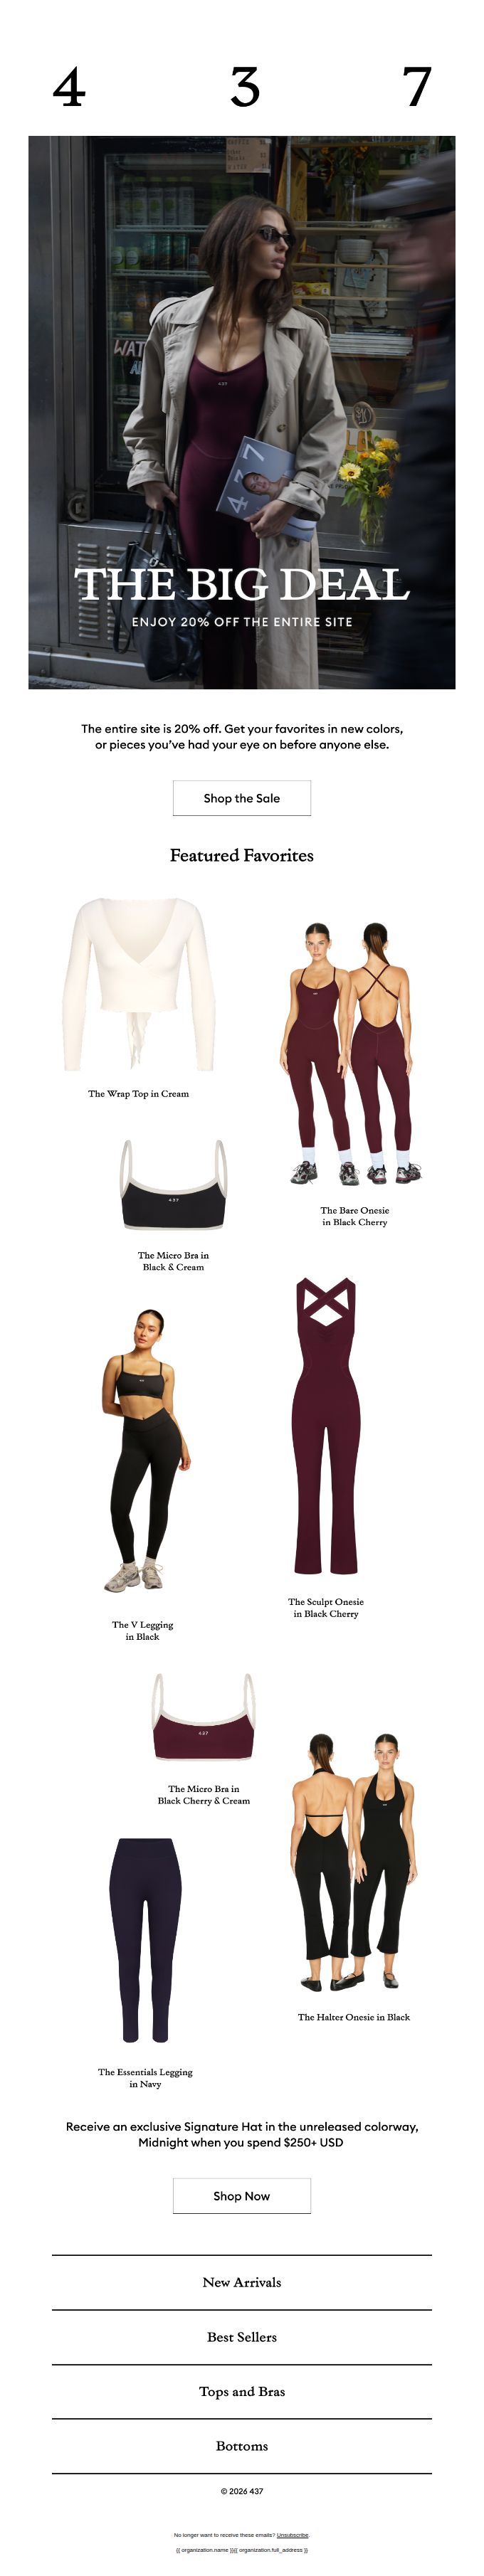 4 3 7
WAT
437
437
THE BIG DEAL
ENJOY 20% OFF THE ENTIRE SITE
The entire site is 20% off. Get your favorites in new colors,
or pieces you've had your eye on before anyone else.
Shop the Sale
Featured Favorites
The Wrap Top in Cream
The Bare Onesie
in Black Cherry
437
The Micro Bra in
Black & Cream
The Sculpt Onesie
in Black Cherry
The V Legging
in Black
437
The Micro Bra in
Black Cherry & Cream
The Halter Onesie in Black
The Essentials Legging
in Navy
Receive an exclusive Signature Hat in the unreleased colorway,
Midnight when you spend $250+ USD
Shop Now
New Arrivals
Best Sellers
Tops and Bras
Bottoms
© 2026 437
No longer want to receive these emails? Unsubscribe.
{{ organization.name }}{{ organization.full_address }}